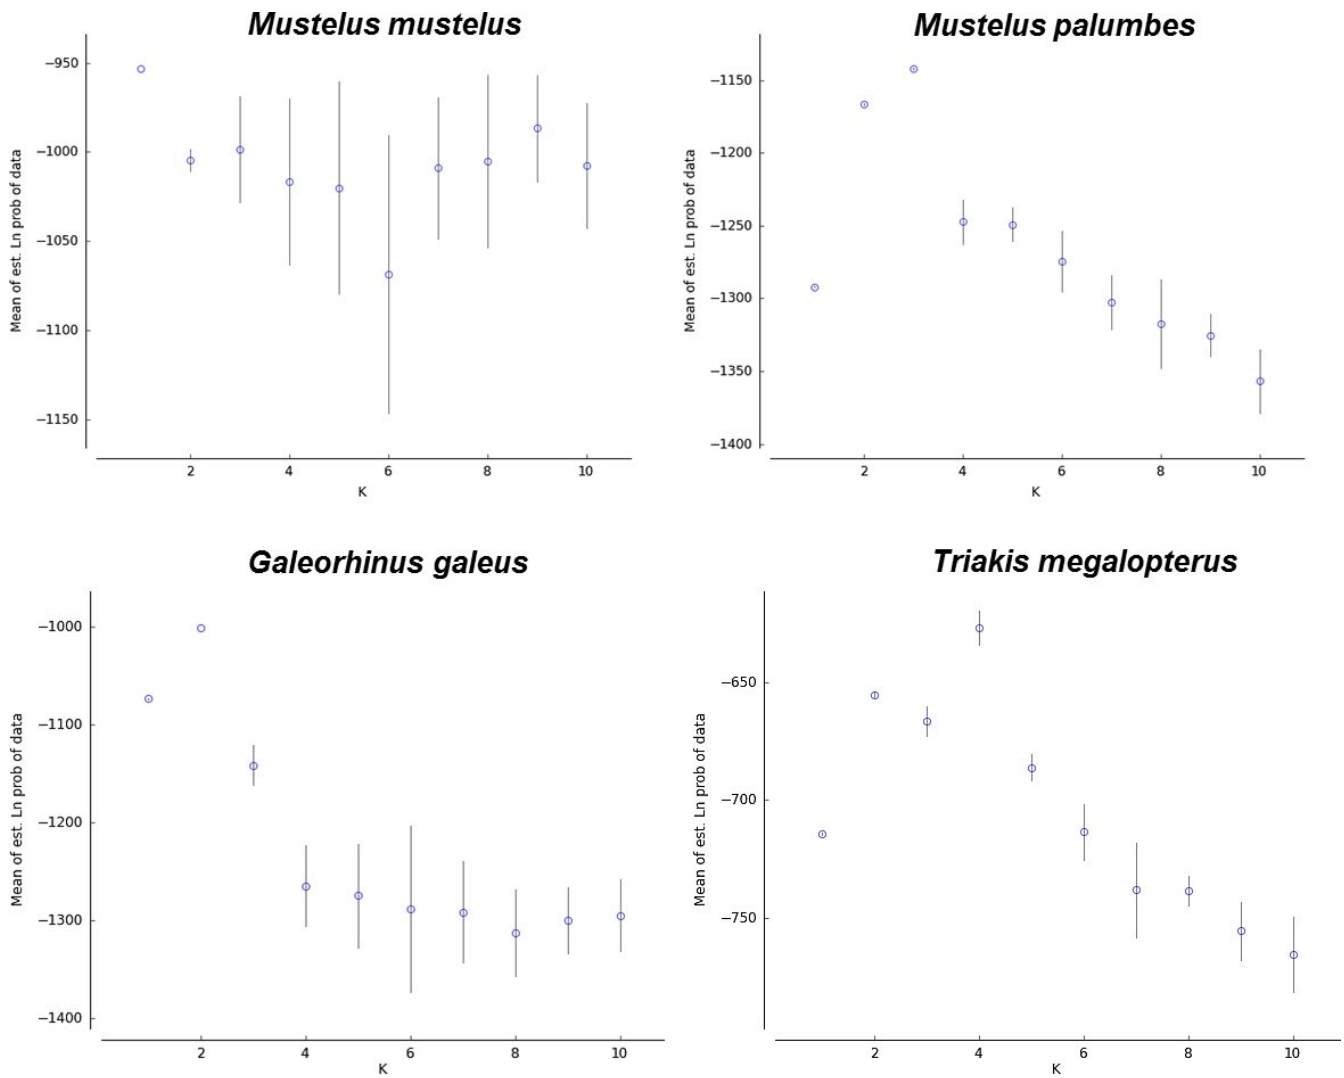 Mustelus mustelus
Mean of est. Ln prob of data
−950
−1000
−1050
−1100
−1150
2 4 6 8 10
K
Mustelus palumbes
Mean of est. Ln prob of data
−1150
−1200
−1250
−1300
−1350
−1400
2 4 6 8 10
K
Galeorhinus galeus
Mean of est. Ln prob of data
−1000
−1100
−1200
−1300
−1400
2 4 6 8 10
K
Triakis megalopterus
Mean of est. Ln prob of data
−650
−700
−750
2 4 6 8 10
K